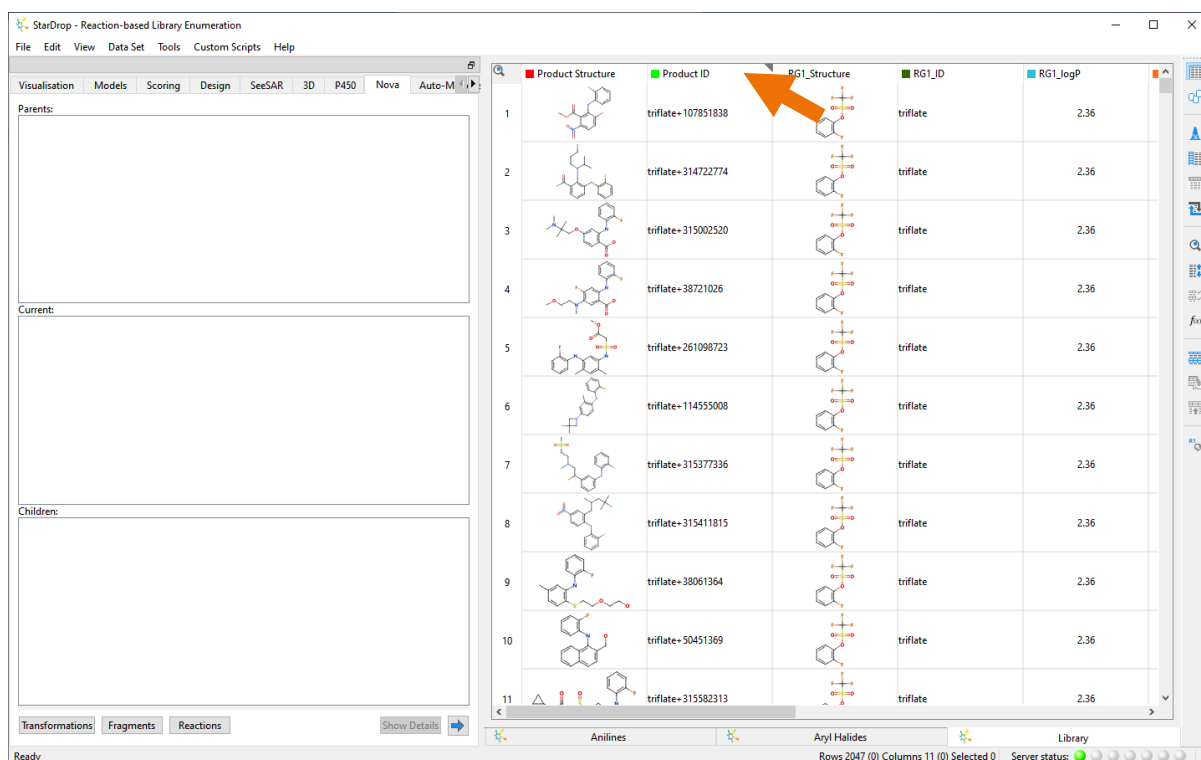 StarDrop - Reaction-based Library Enumeration
File Edit View Data Set Tools Custom Scripts Help
Visualisation Models Scoring Design SeeSAR 3D P450 Nova Auto-M
Parents:
Current:
Children:
Transformations Fragments Reactions Show Details
Product Structure Product ID RG1_Structure RG1_logP
1 triflate+107851838 triflate 2.36
2 triflate+314722774 triflate 2.36
3 triflate+315002520 triflate 2.36
4 triflate+38721026 triflate 2.36
5 triflate+261098723 triflate 2.36
6 triflate+114555008 triflate 2.36
7 triflate+315377336 triflate 2.36
8 triflate+315411815 triflate 2.36
9 triflate+38061364 triflate 2.36
10 triflate+50451369 triflate 2.36
11 triflate+315582313 triflate 2.36
Anilines Aryl Halides Library
Ready Rows 2047 (0) Columns 11 (0) Selected 0 Server status: